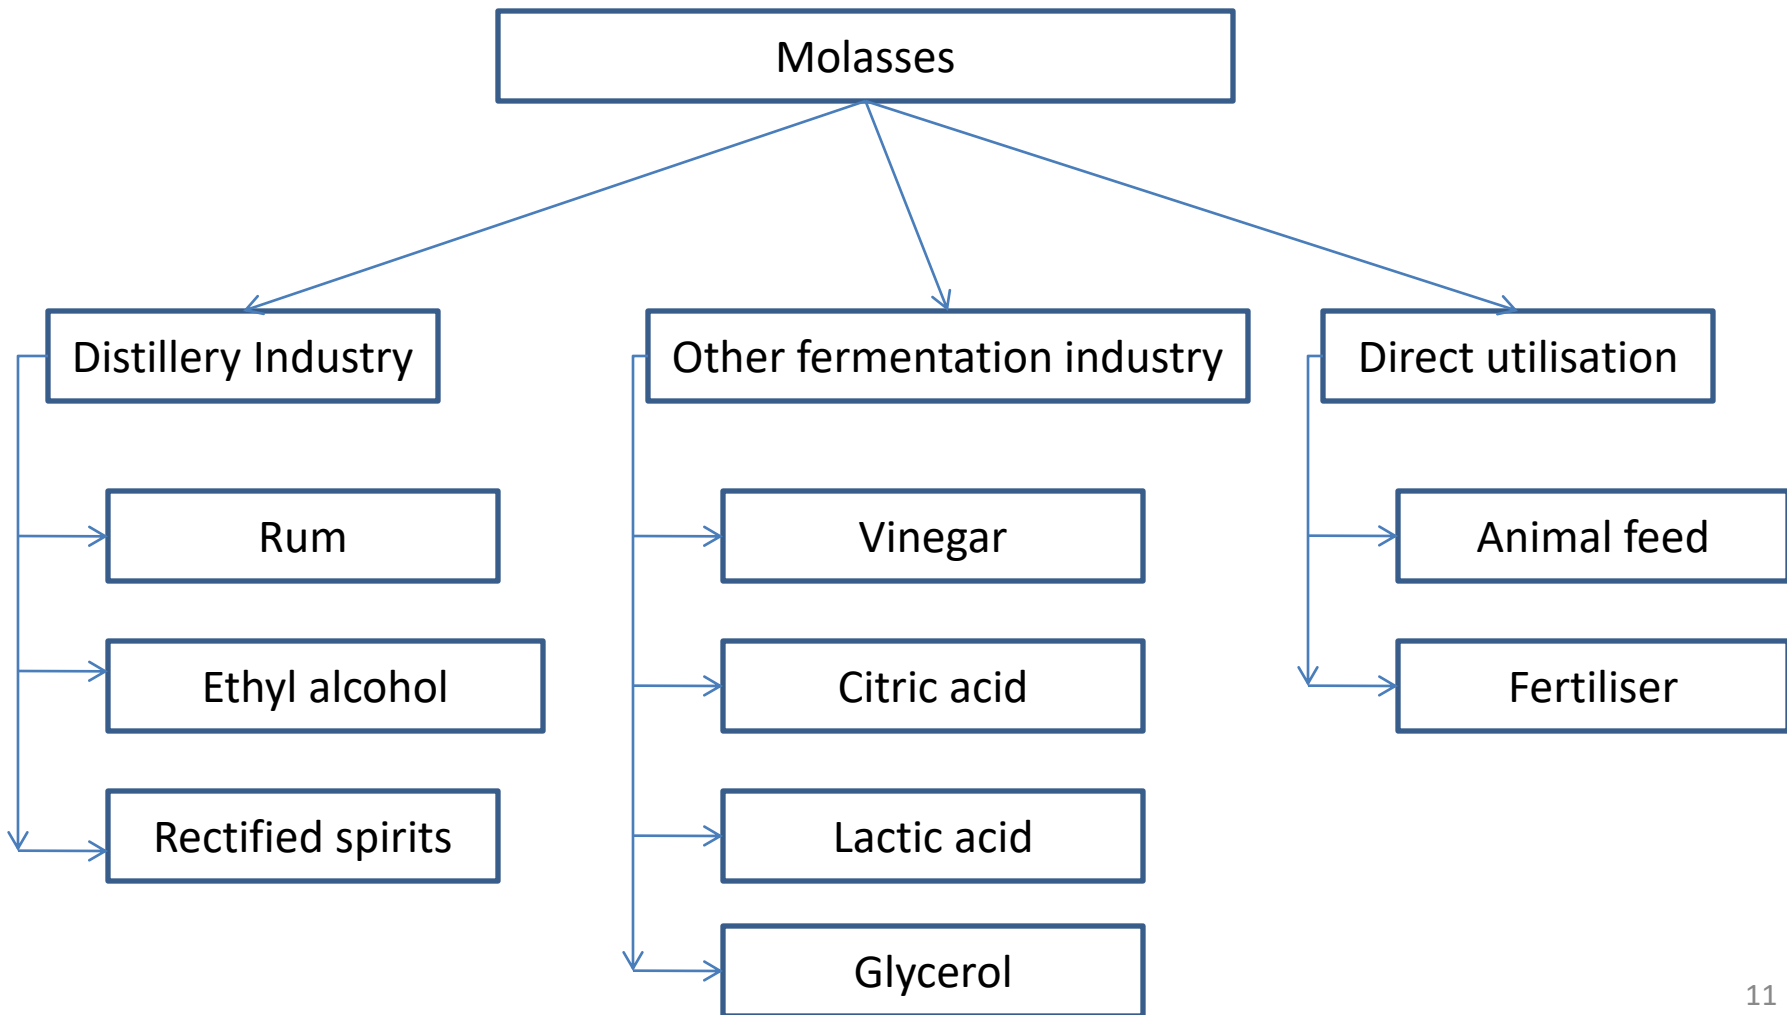 Molasses
Distillery Industry
Other fermentation industry
Direct utilisation
Rum
Vinegar
Animal feed
Ethyl alcohol
Citric acid
Fertiliser
Rectified spirits
Lactic acid
Glycerol
11